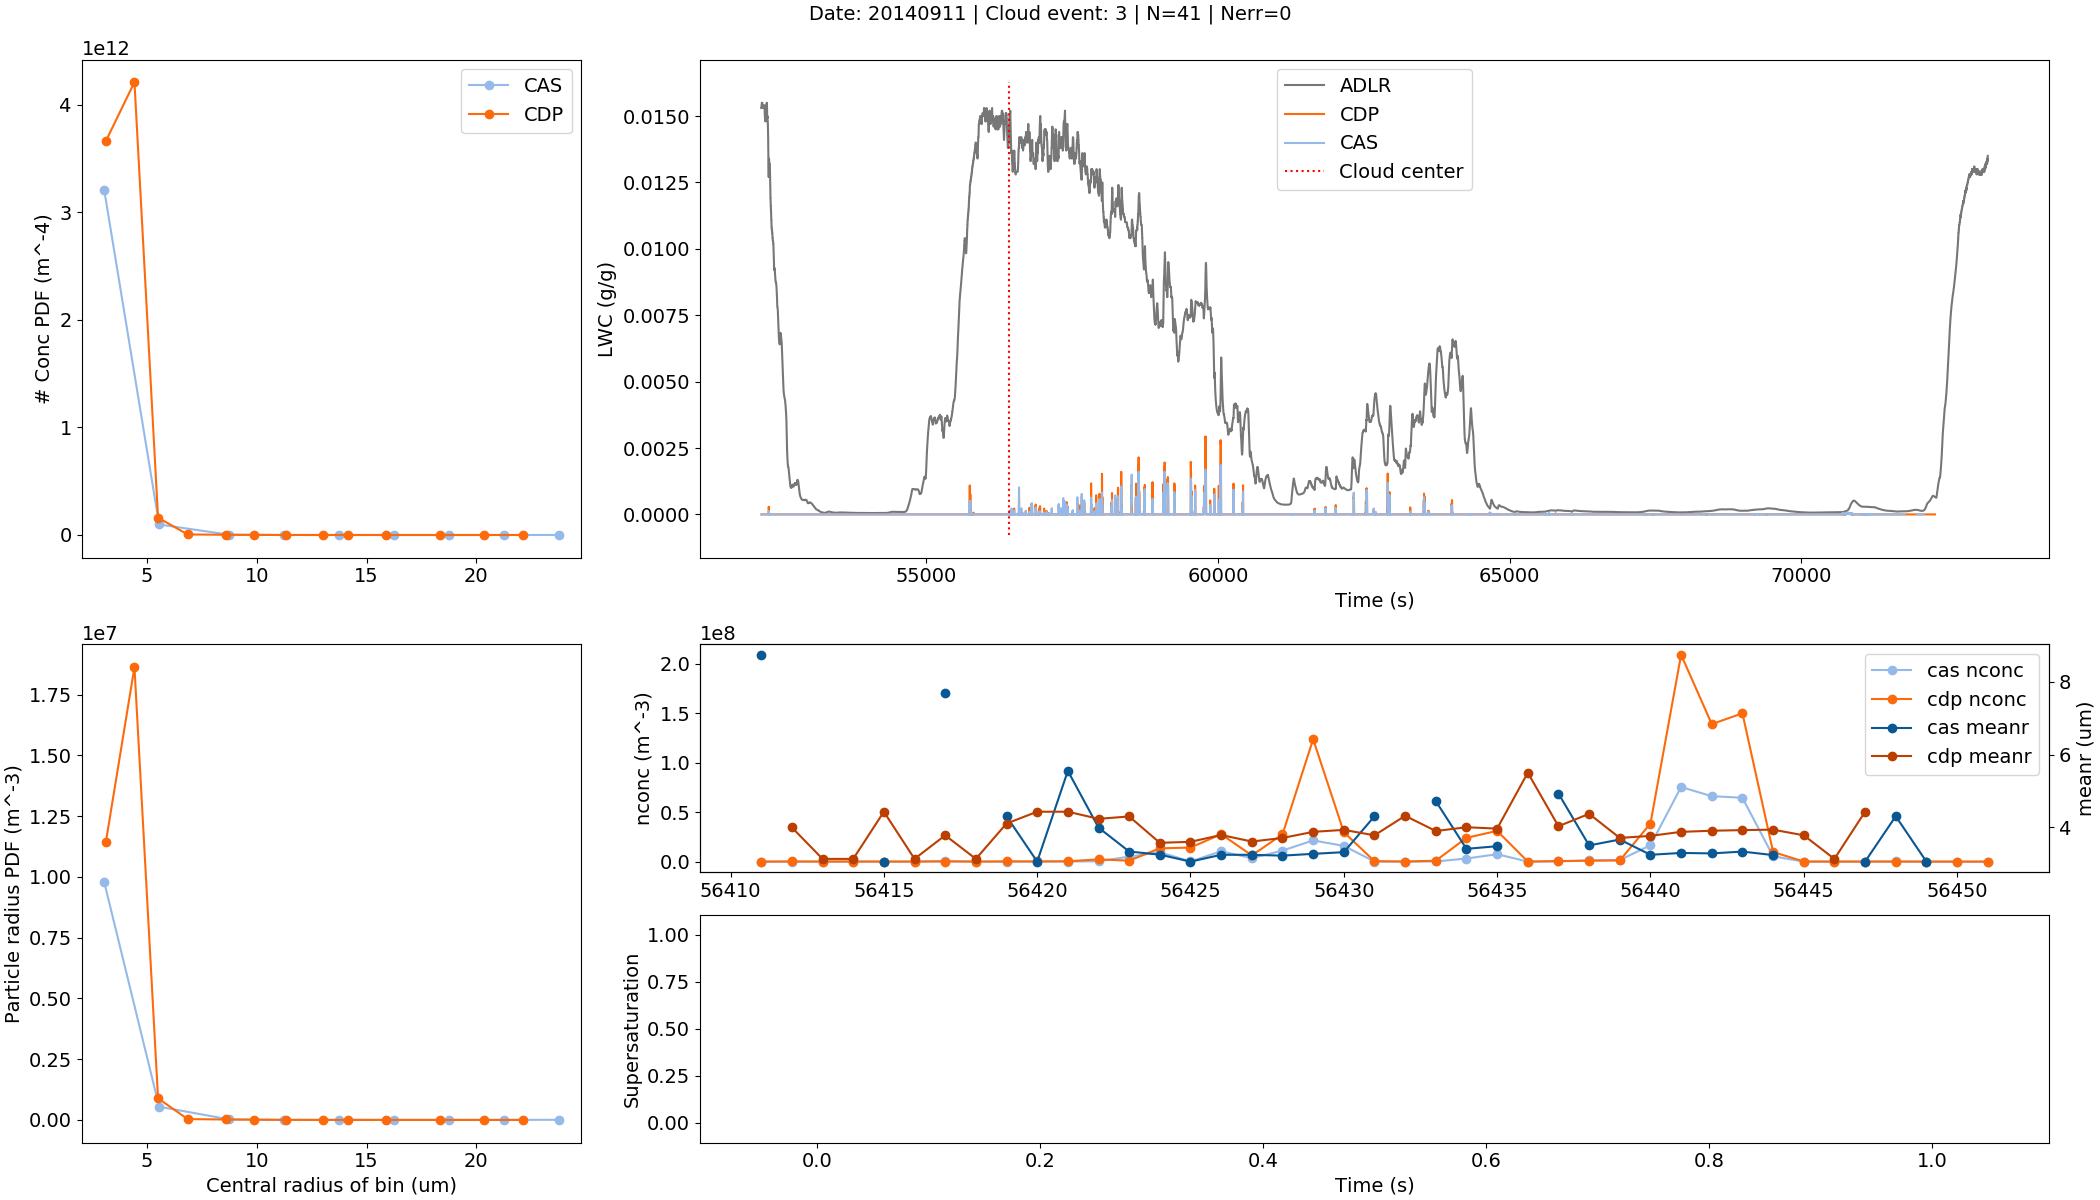 Date: 20140911 | Cloud event: 3 | N=41 | Nerr=0
1e12
# Conc PDF (m^-4)
4
3
2
1
0
5 10 15 20
CAS
CDP
LWC (g/g)
0.0150
0.0125
0.0100
0.0075
0.0050
0.0025
0.0000
55000 60000 65000 70000
Time (s)
ADLR
CDP
CAS
Cloud center
1e7
Particle radius PDF (m^-3)
1.75
1.50
1.25
1.00
0.75
0.50
0.25
0.00
5 10 15 20
Central radius of bin (um)
1e8
nconc (m^-3)
2.0
1.5
1.0
0.5
0.0
56410 56415 56420 56425 56430 56435 56440 56445 56450
8
6
4
meanr (um)
cas nconc
cdp nconc
cas meanr
cdp meanr
Supersaturation
1.00
0.75
0.50
0.25
0.00
0.0 0.2 0.4 0.6 0.8 1.0
Time (s)